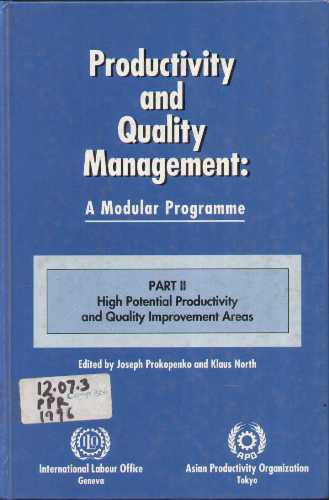 Productivity
and
Quality
Management:
A Modular Programme
PART II
High Potential Productivity
and Quality Improvement Areas
Edited by Joseph Prokopenko and Klaus North
12.07.3
PPR
1996
ILO
APO
International Labour Office
Geneva
Asian Productivity Organization
Tokyo